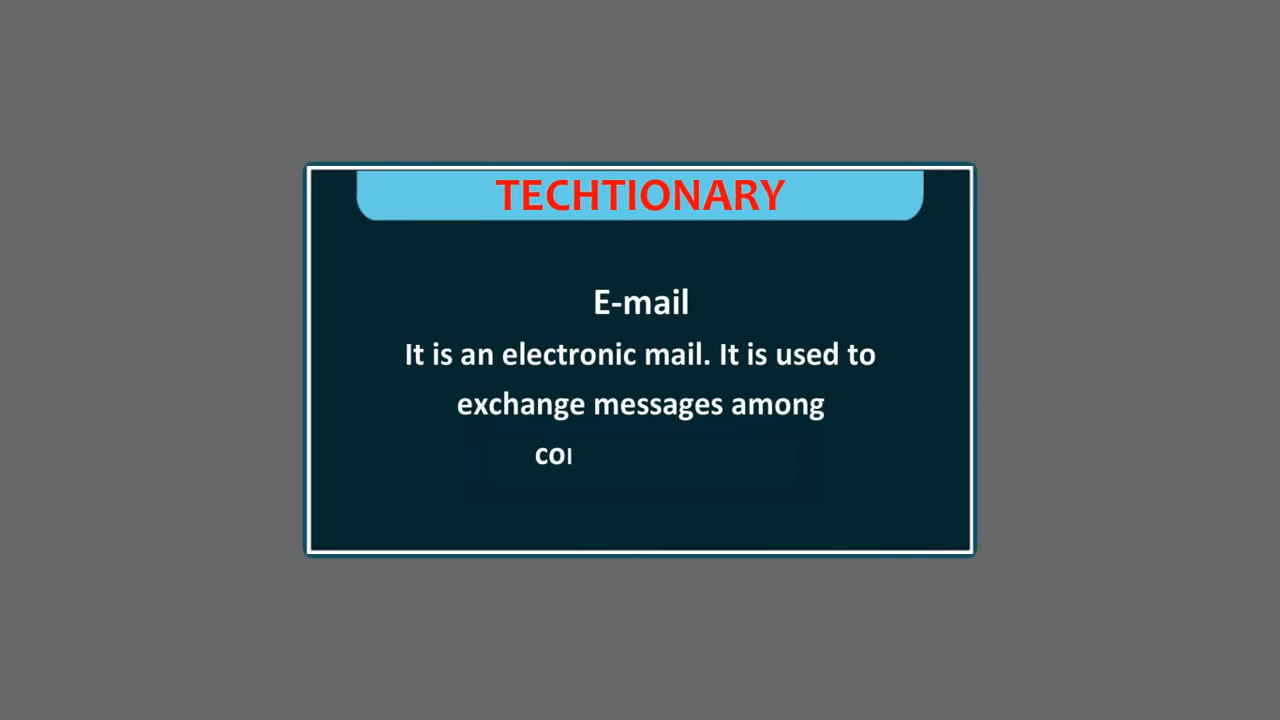 TECHTIONARY
E-mail
It is an electronic mail. It is used to
exchange messages among